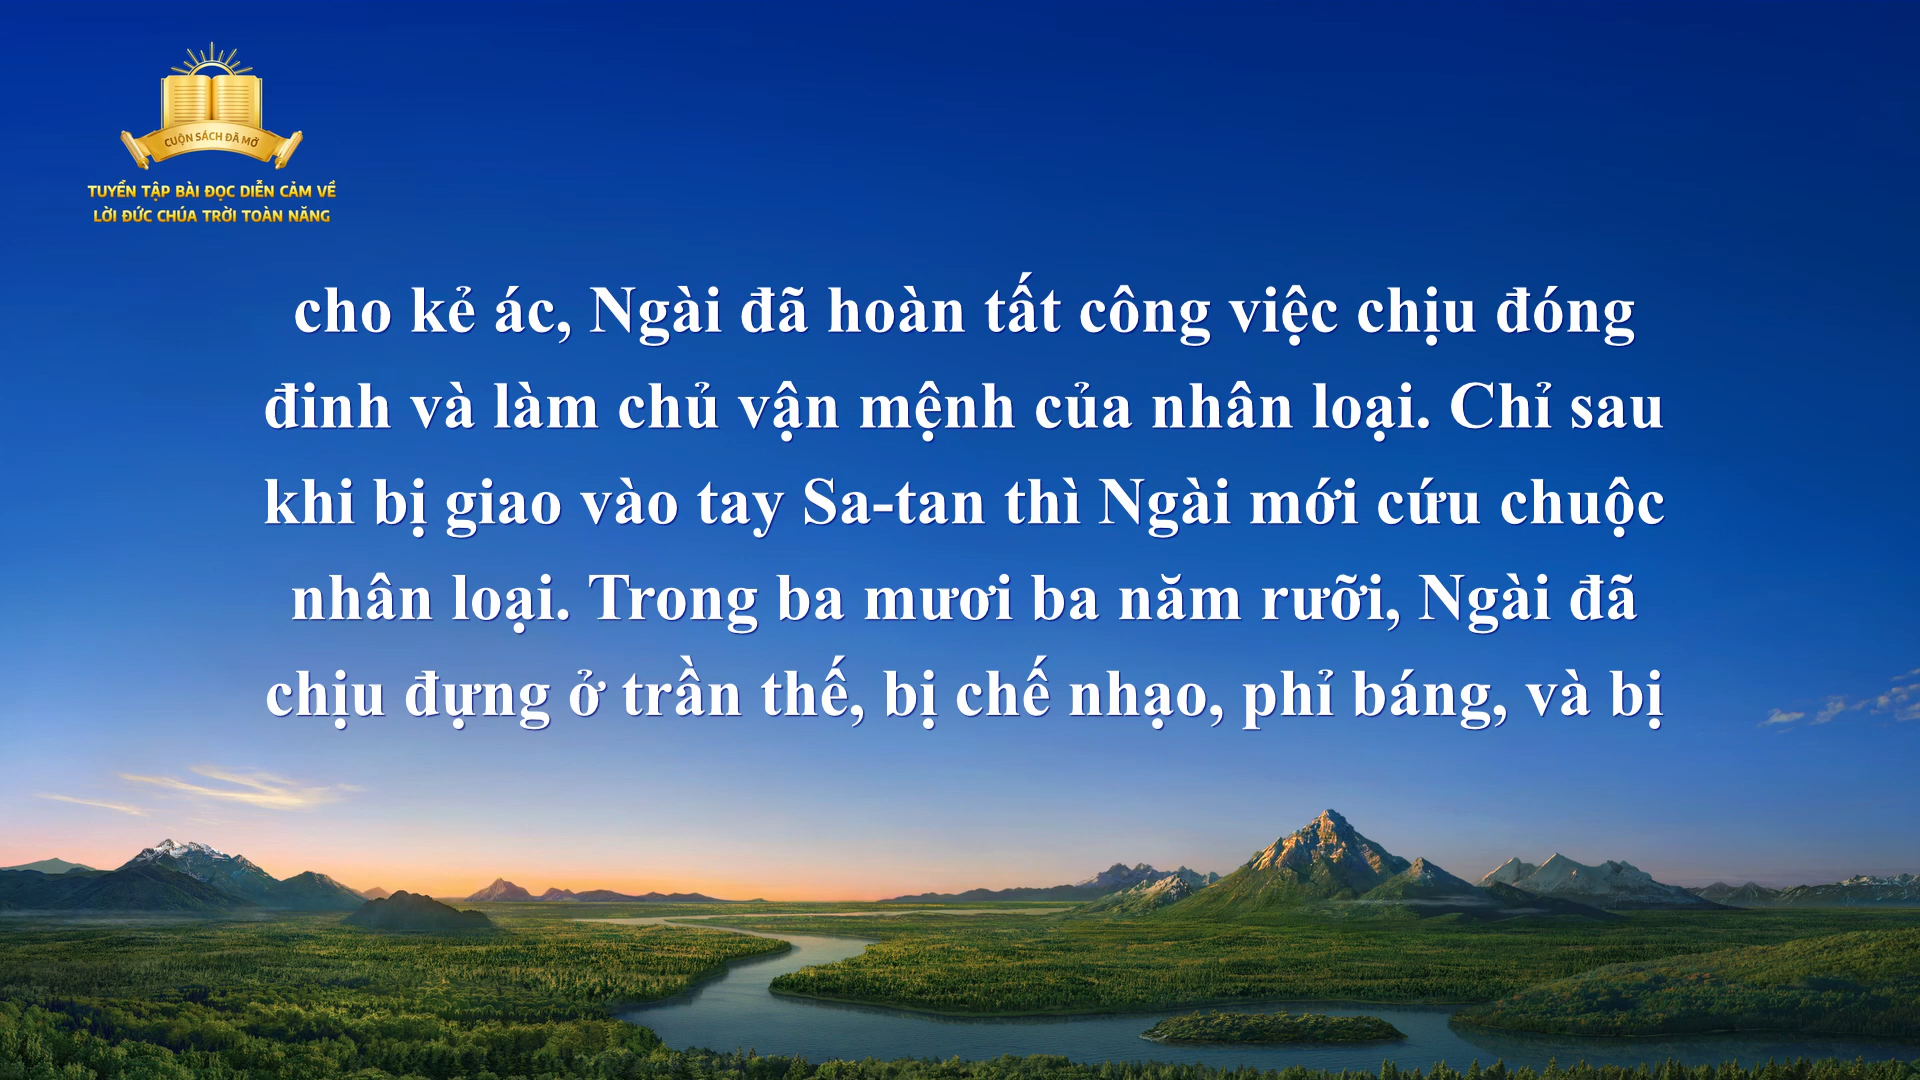 CUỘN SÁCH ĐÃ MỞ
TUYỂN TẬP BÀI ĐỌC DIỄN CẢM VỀ
LỜI ĐỨC CHÚA TRỜI TOÀN NĂNG
cho kẻ ác, Ngài đã hoàn tất công việc chịu đóng
đinh và làm chủ vận mệnh của nhân loại. Chỉ sau
khi bị giao vào tay Sa-tan thì Ngài mới cứu chuộc
nhân loại. Trong ba mươi ba năm rưỡi, Ngài đã
chịu đựng ở trần thế, bị chế nhạo, phỉ báng, và bị